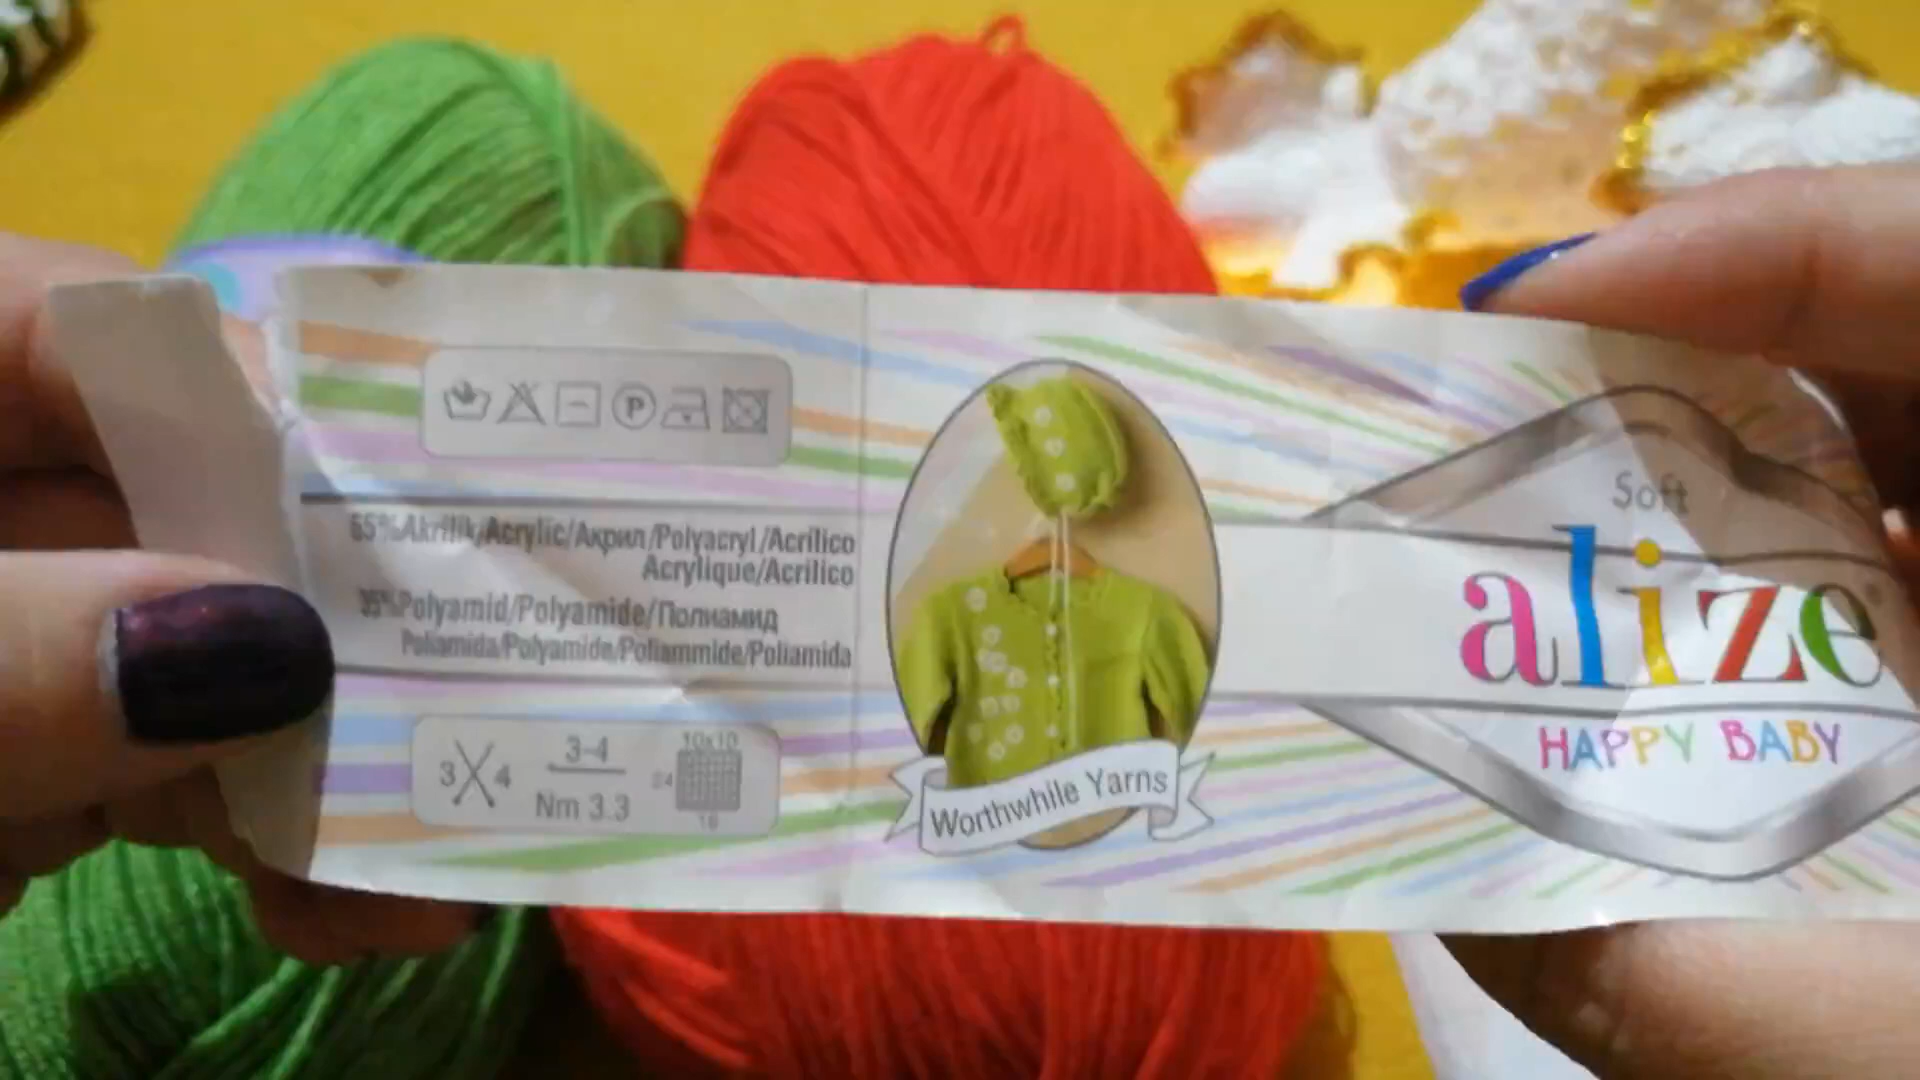 P
65%Akrilik/Acrylic/Акрил/Polyacryl/Acrílico
Acrylique/Acrilico
35%Polyamid/Polyamide/Полиамид
Poliamida/Polyamide/Poliammide/Poliamida
3 4
3-4
Nm 3.3
10x10
24
18
Worthwhile Yarns
Soft
alize
HAPPY BABY